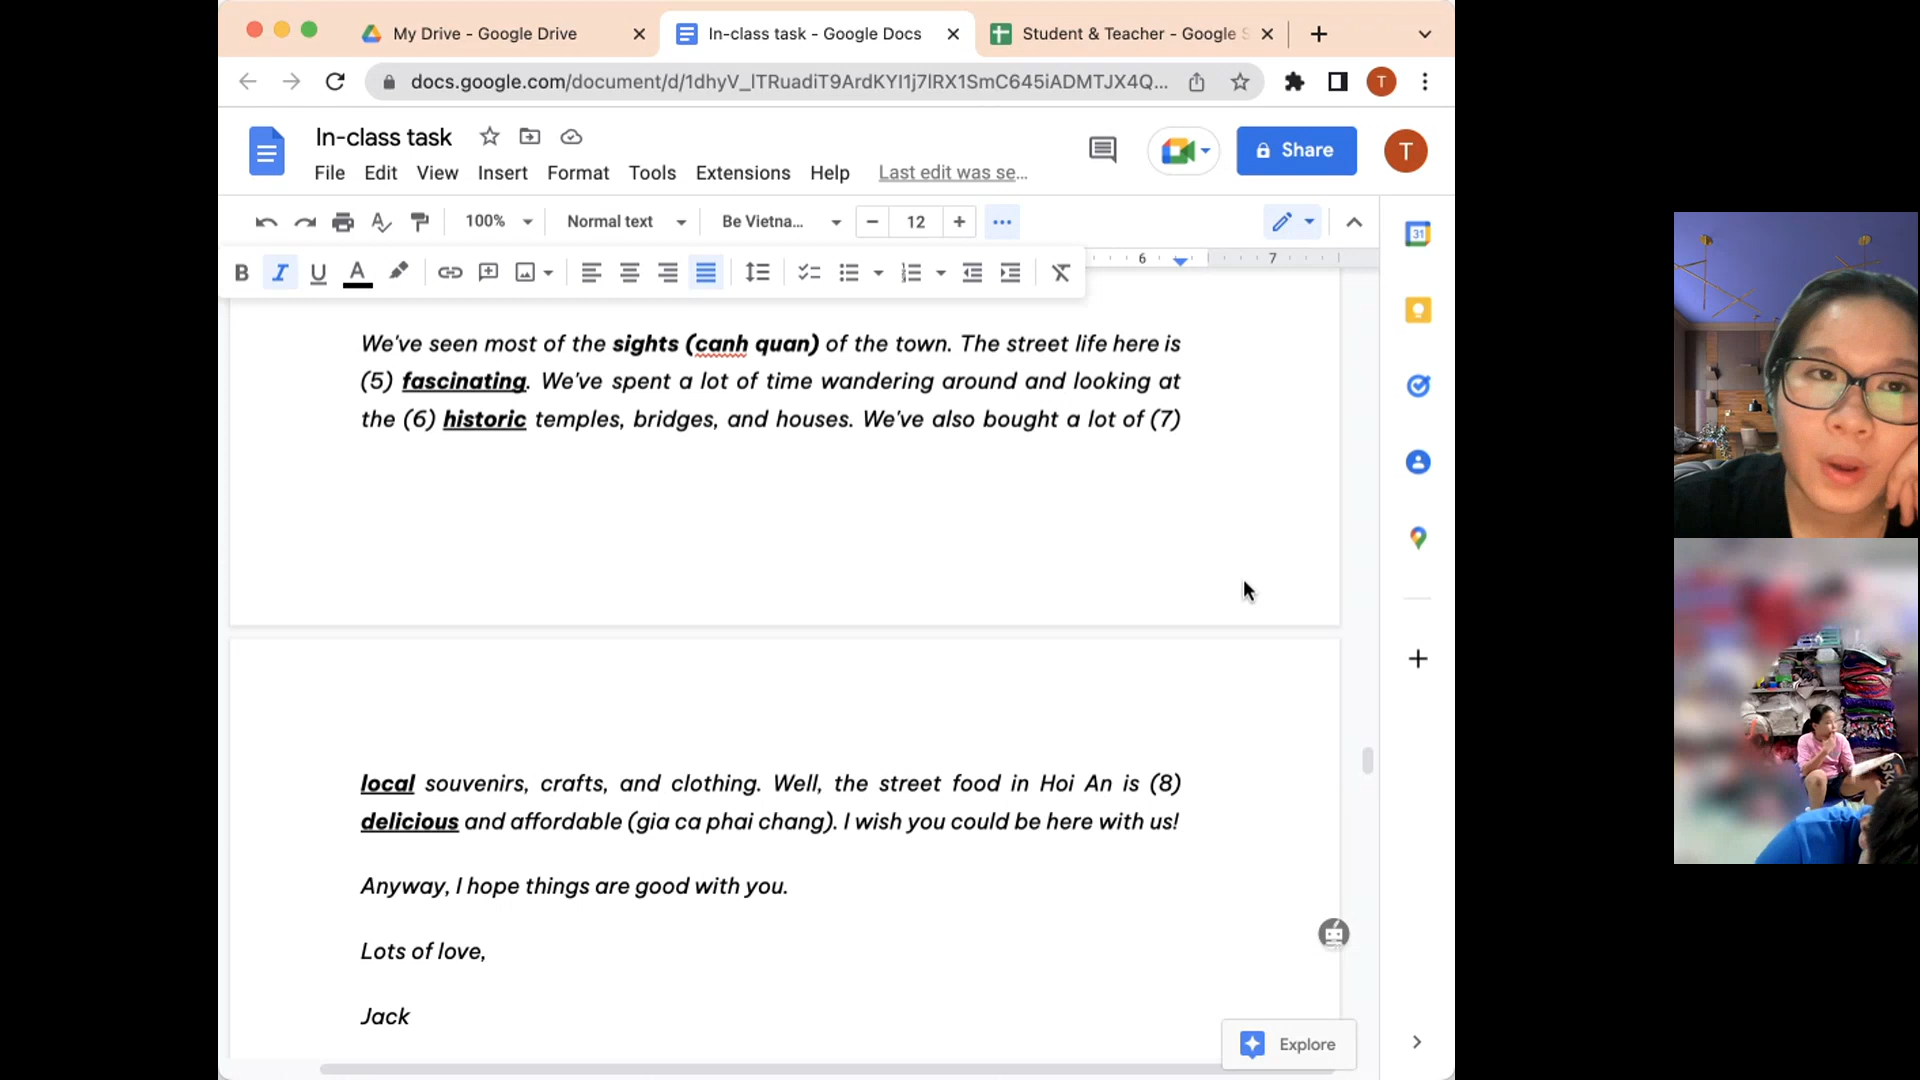 My Drive - Google Drive
In-class task - Google Docs
Student & Teacher - Google S
docs.google.com/document/d/1dhyV_lTRuadiT9ArdKYI1j7lRX1SmC645iADMTJX4Q...
T
In-class task
Share
T
File Edit View Insert Format Tools Extensions Help Last edit was se...
100% Normal text Be Vietna... 12
31
B I U A
6 7
We've seen most of the sights (canh quan) of the town. The street life here is
(5) fascinating. We've spent a lot of time wandering around and looking at
the (6) historic temples, bridges, and houses. We've also bought a lot of (7)
local souvenirs, crafts, and clothing. Well, the street food in Hoi An is (8)
delicious and affordable (gia ca phai chang). I wish you could be here with us!
Anyway, I hope things are good with you.
Lots of love,
Jack
Explore